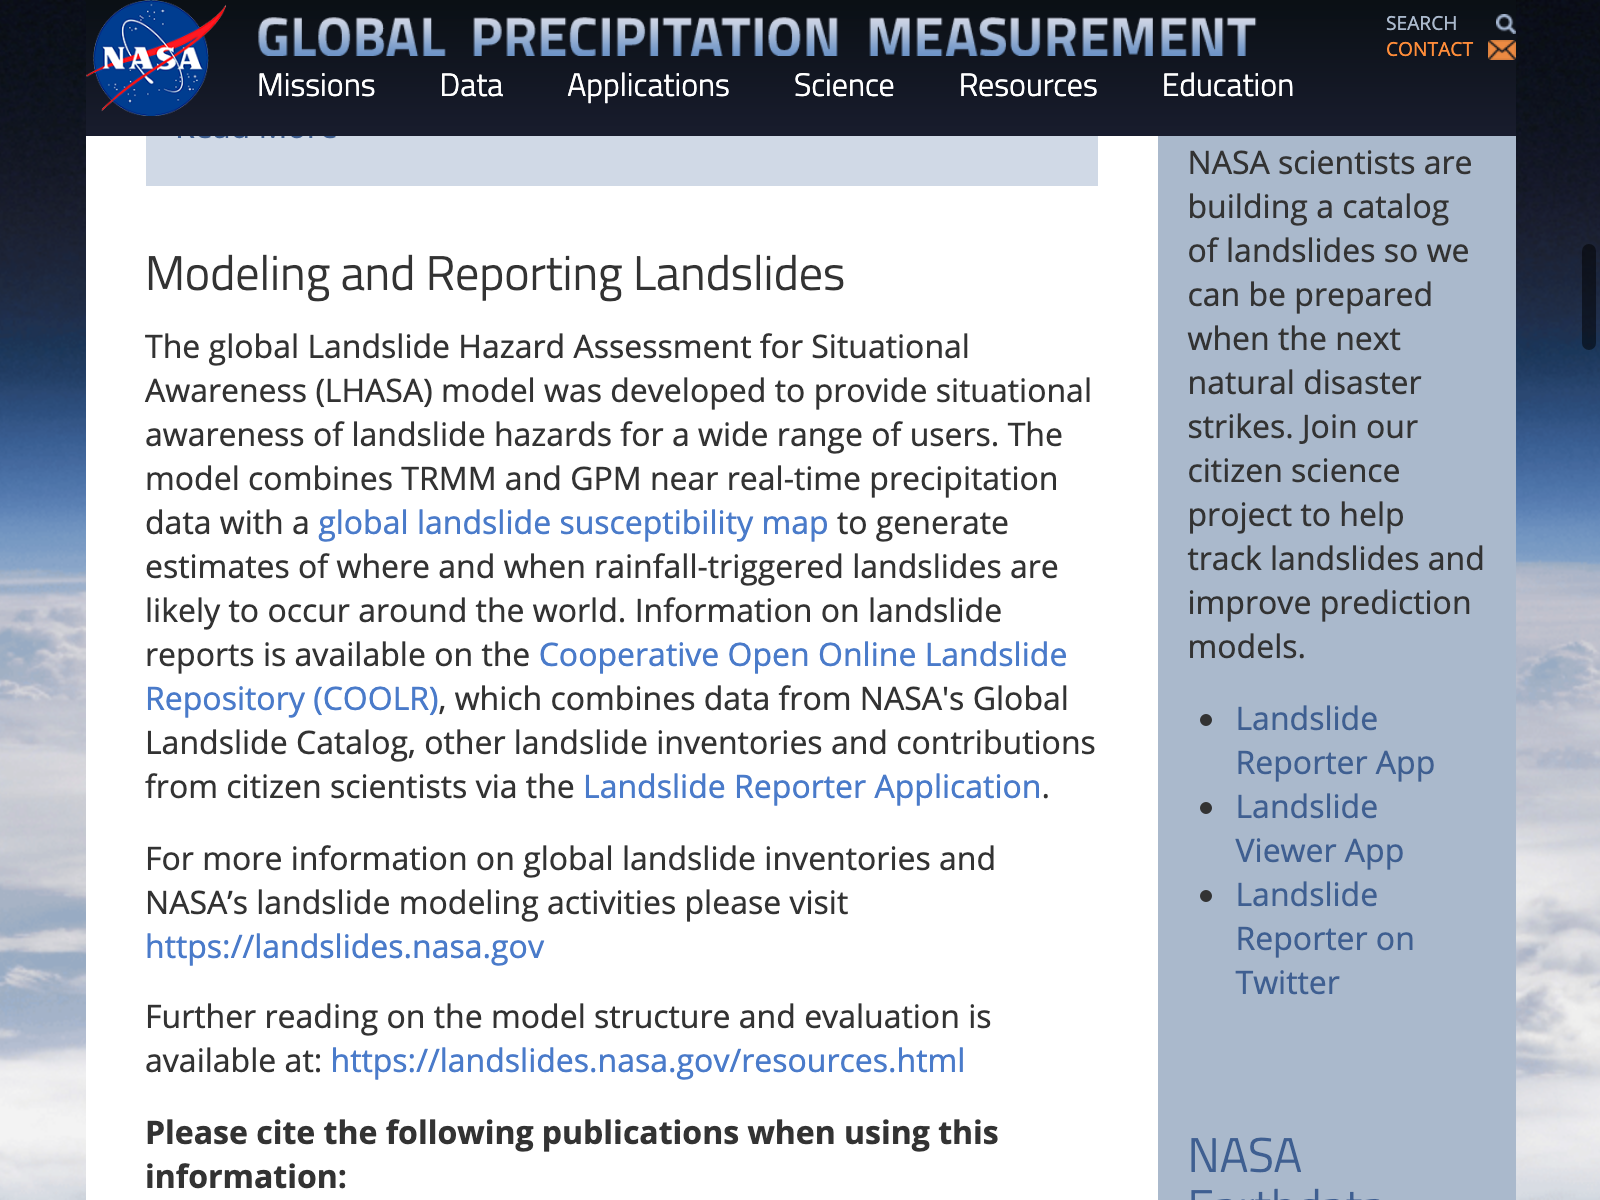 NASA
GLOBAL PRECIPITATION MEASUREMENT
SEARCH
CONTACT
Missions
Data
Applications
Science
Resources
Education
Read More
Modeling and Reporting Landslides
The global Landslide Hazard Assessment for Situational
Awareness (LHASA) model was developed to provide situational
awareness of landslide hazards for a wide range of users. The
model combines TRMM and GPM near real-time precipitation
data with a global landslide susceptibility map to generate
estimates of where and when rainfall-triggered landslides are
likely to occur around the world. Information on landslide
reports is available on the Cooperative Open Online Landslide
Repository (COOLR), which combines data from NASA's Global
Landslide Catalog, other landslide inventories and contributions
from citizen scientists via the Landslide Reporter Application.
For more information on global landslide inventories and
NASA’s landslide modeling activities please visit
https://landslides.nasa.gov
Further reading on the model structure and evaluation is
available at: https://landslides.nasa.gov/resources.html
Please cite the following publications when using this
information:
NASA scientists are
building a catalog
of landslides so we
can be prepared
when the next
natural disaster
strikes. Join our
citizen science
project to help
track landslides and
improve prediction
models.
Landslide
Reporter App
Landslide
Viewer App
Landslide
Reporter on
Twitter
NASA
Earthdata